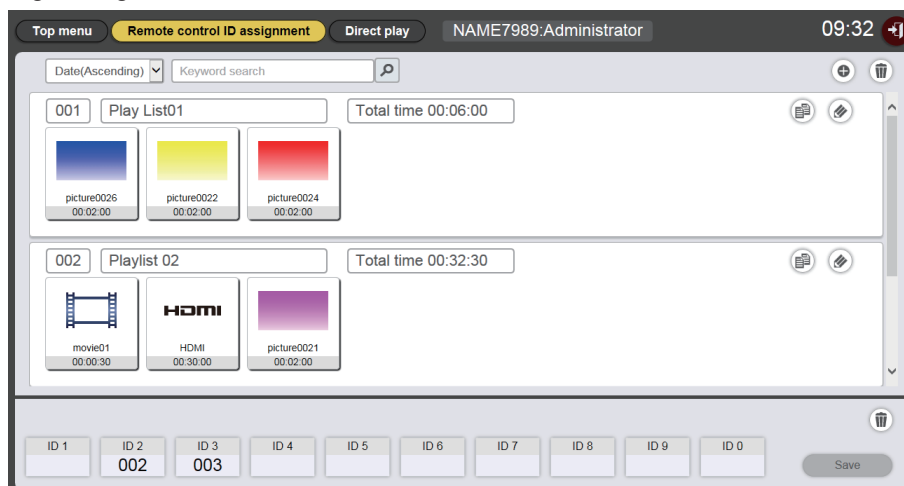 Top menu Remote control ID assignment Direct play NAME7989:Administrator 09:32
Date(Ascending) Keyword search
001 Play List01 Total time 00:06:00
picture0026 picture0022 picture0024
00:02:00 00:02:00 00:02:00
002 Playlist 02 Total time 00:32:30
HDMI
movie01 HDMI picture0021
00:00:30 00:30:00 00:02:00
ID 1 ID 2 ID 3 ID 4 ID 5 ID 6 ID 7 ID 8 ID 9 ID 0
002 003 Save